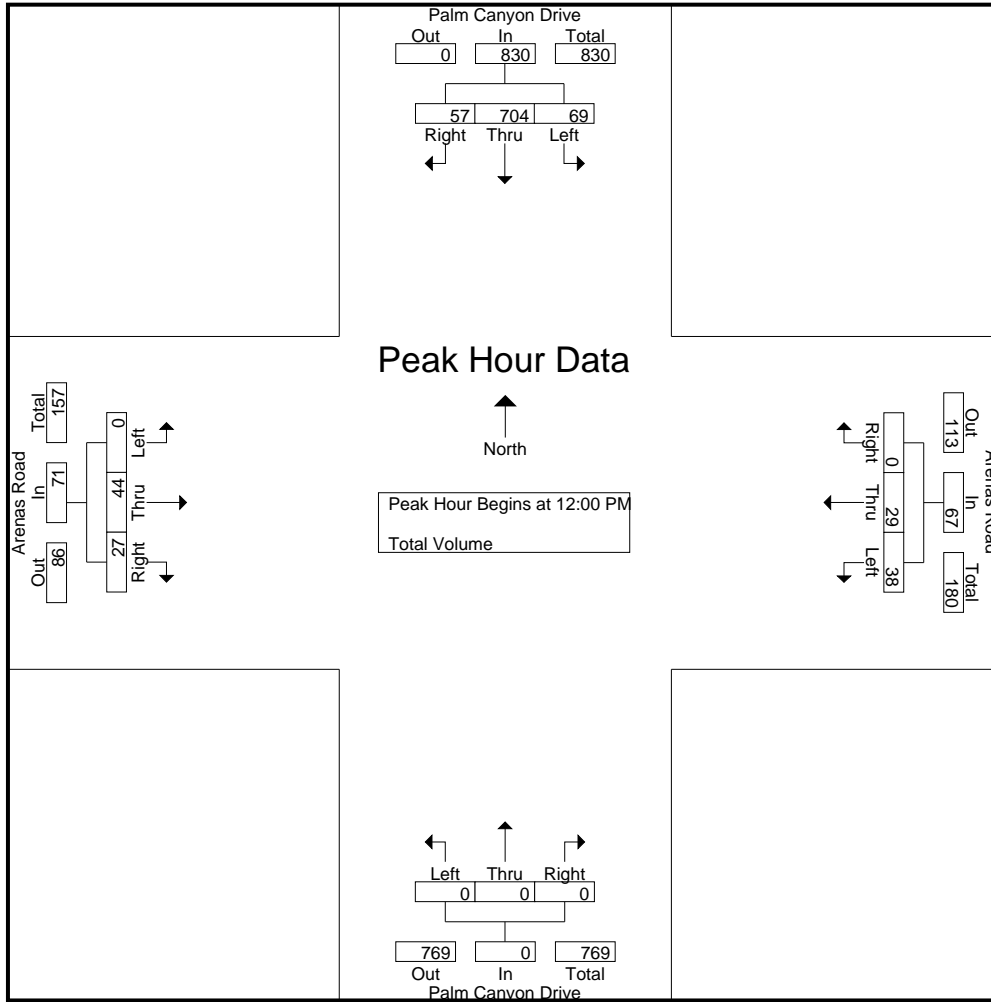 Palm Canyon Drive
Out In Total
0 830 830
57 704 69
Right Thru Left
Peak Hour Data
North
Peak Hour Begins at 12:00 PM
Total Volume
Arenas Road
Total In Out
157 71 86
0 44 27
Left Thru Right
Arenas Road
Out In Total
113 67 180
0 29 38
Right Thru Left
Left Thru Right
0 0 0
769 0 769
Out In Total
Palm Canyon Drive